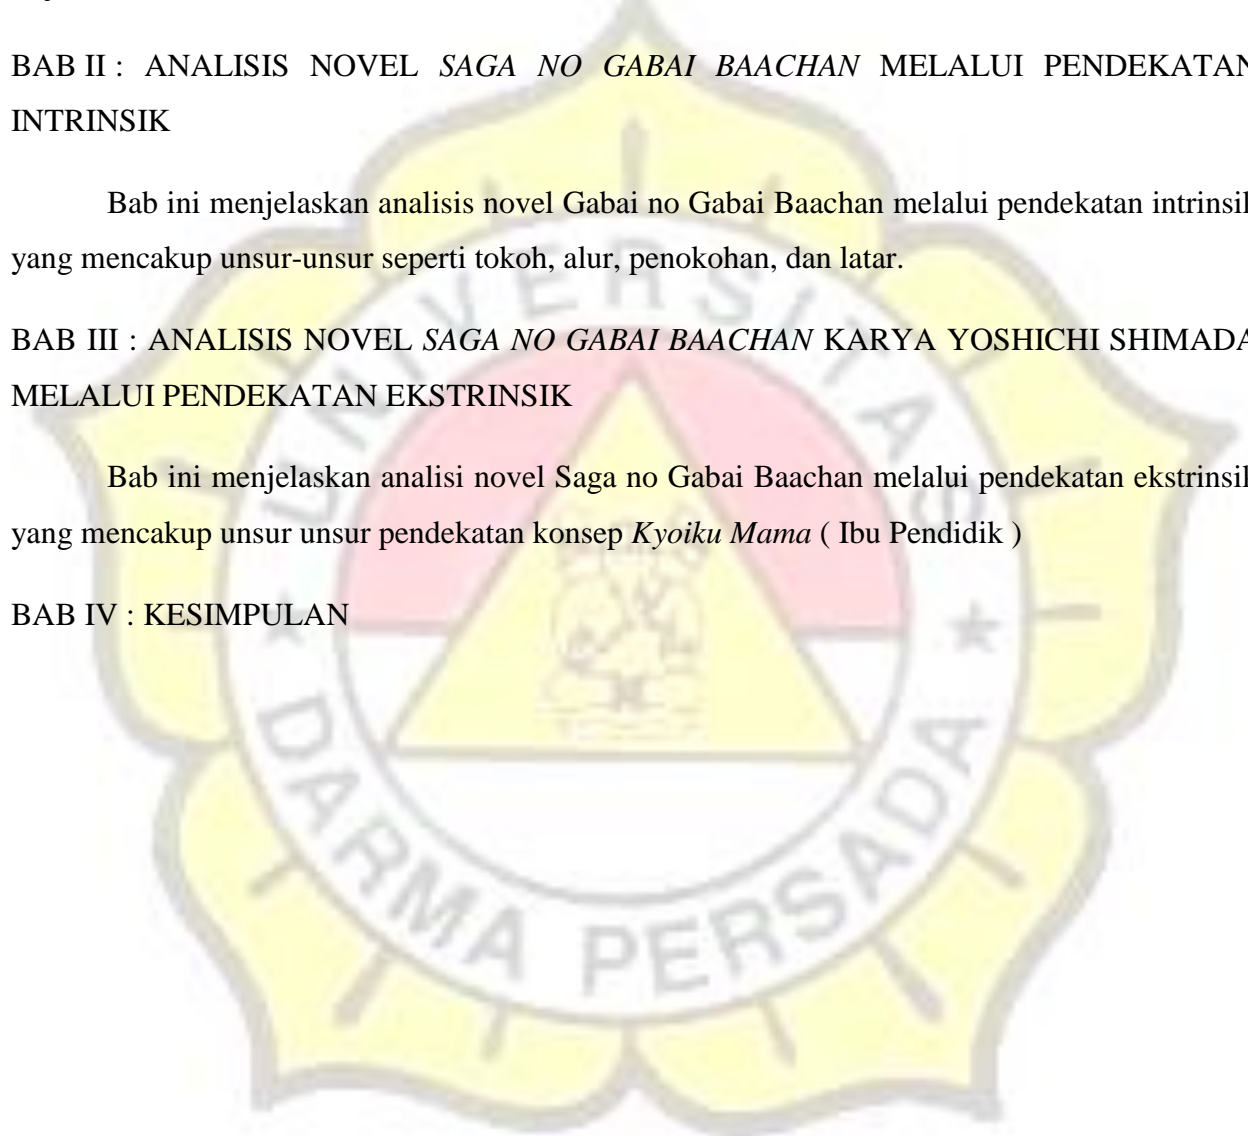 BAB II : ANALISIS NOVEL SAGA NO GABAI BAACHAN MELALUI PENDEKATAN
INTRINSIK
Bab ini menjelaskan analisis novel Gabai no Gabai Baachan melalui pendekatan intrinsik
yang mencakup unsur-unsur seperti tokoh, alur, penokohan, dan latar.
BAB III : ANALISIS NOVEL SAGA NO GABAI BAACHAN KARYA YOSHICHI SHIMADA
MELALUI PENDEKATAN EKSTRINSIK
Bab ini menjelaskan analisi novel Saga no Gabai Baachan melalui pendekatan ekstrinsik
yang mencakup unsur unsur pendekatan konsep Kyoiku Mama ( Ibu Pendidik )
BAB IV : KESIMPULAN
UNIVERSITAS
DARMA PERSADA